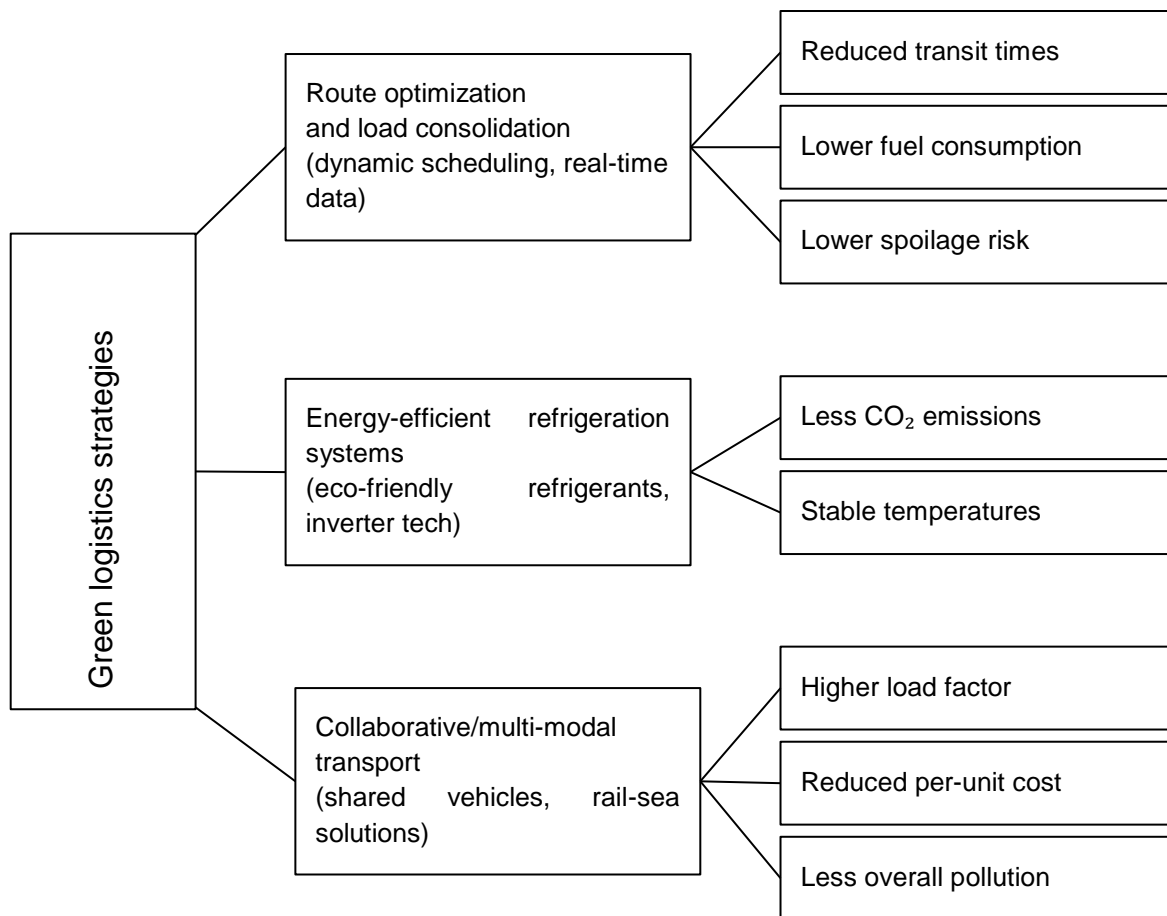 Green logistics strategies
Route optimization
and load consolidation
(dynamic scheduling, real-time
data)
Reduced transit times
Lower fuel consumption
Lower spoilage risk
Energy-efficient refrigeration
systems
(eco-friendly refrigerants,
inverter tech)
Less CO₂ emissions
Stable temperatures
Collaborative/multi-modal
transport
(shared vehicles, rail-sea
solutions)
Higher load factor
Reduced per-unit cost
Less overall pollution